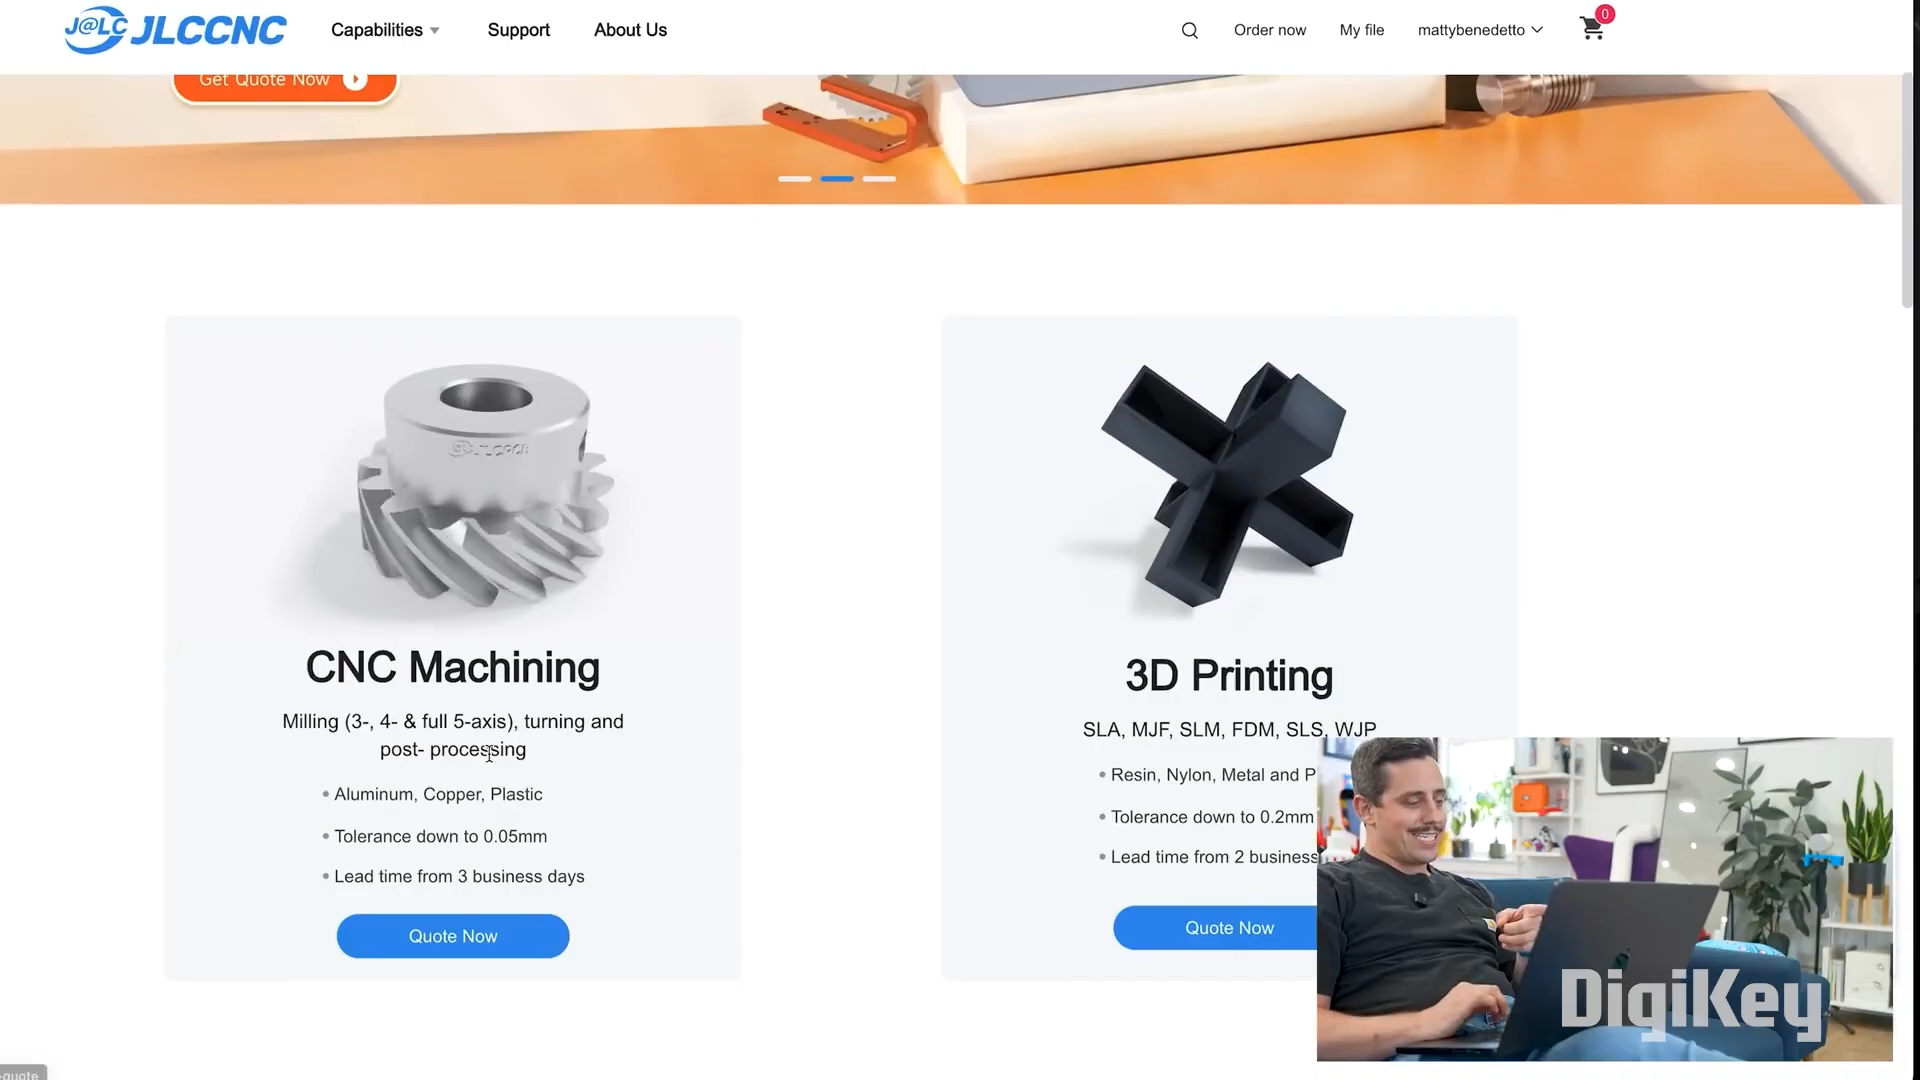 J@LC JLCCNC
Capabilities
Support
About Us
Order now
My file
mattybenedetto
0
Get Quote Now
JLCPCB
CNC Machining
Milling (3-, 4- & full 5-axis), turning and
post- processing
Aluminum, Copper, Plastic
Tolerance down to 0.05mm
Lead time from 3 business days
Quote Now
3D Printing
SLA, MJF, SLM, FDM, SLS, WJP
Resin, Nylon, Metal and P
Tolerance down to 0.2mm
Lead time from 2 business
Quote Now
DigiKey
-quote